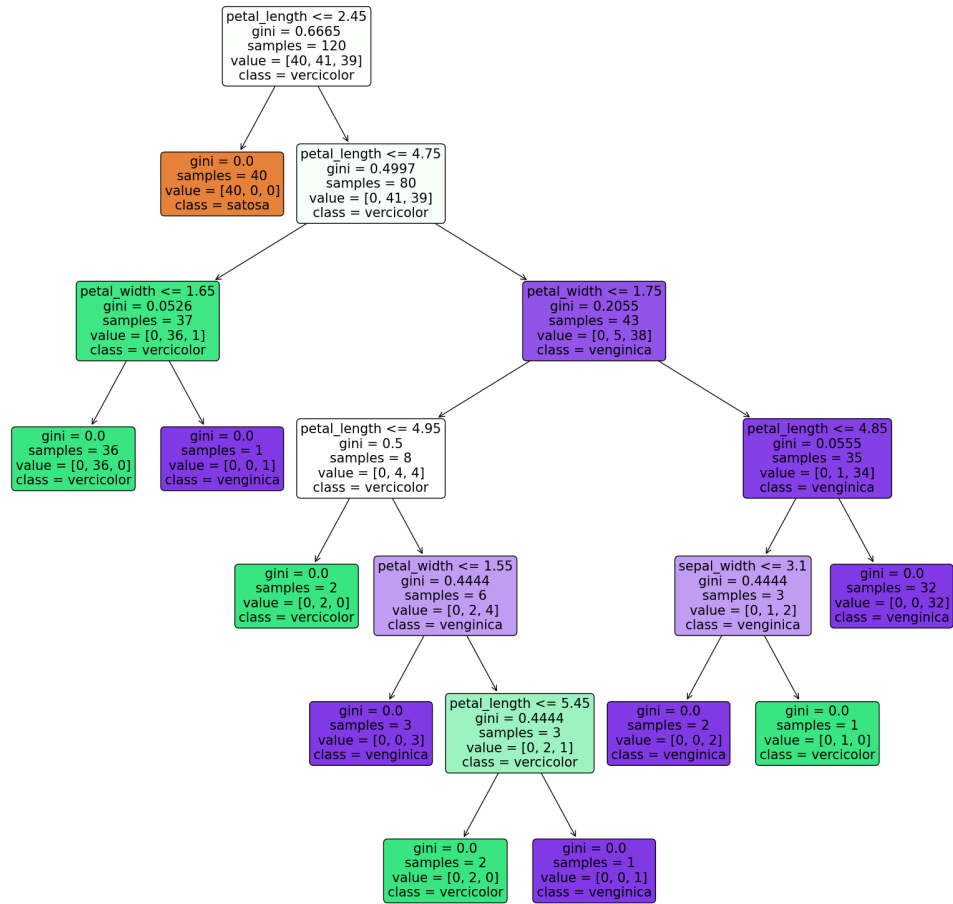 petal_length <= 2.45
gini = 0.6665
samples = 120
value = [40, 41, 39]
class = vercicolor
gini = 0.0
samples = 40
value = [40, 0, 0]
class = satosa
petal_length <= 4.75
gini = 0.4997
samples = 80
value = [0, 41, 39]
class = vercicolor
petal_width <= 1.65
gini = 0.0526
samples = 37
value = [0, 36, 1]
class = vercicolor
petal_width <= 1.75
gini = 0.2055
samples = 43
value = [0, 5, 38]
class = venginica
gini = 0.0
samples = 36
value = [0, 36, 0]
class = vercicolor
gini = 0.0
samples = 1
value = [0, 0, 1]
class = venginica
petal_length <= 4.95
gini = 0.5
samples = 8
value = [0, 4, 4]
class = vercicolor
petal_length <= 4.85
gini = 0.0555
samples = 35
value = [0, 1, 34]
class = venginica
gini = 0.0
samples = 2
value = [0, 2, 0]
class = vercicolor
petal_width <= 1.55
gini = 0.4444
samples = 6
value = [0, 2, 4]
class = venginica
sepal_width <= 3.1
gini = 0.4444
samples = 3
value = [0, 1, 2]
class = venginica
gini = 0.0
samples = 32
value = [0, 0, 32]
class = venginica
gini = 0.0
samples = 3
value = [0, 0, 3]
class = venginica
petal_length <= 5.45
gini = 0.4444
samples = 3
value = [0, 2, 1]
class = vercicolor
gini = 0.0
samples = 2
value = [0, 0, 2]
class = venginica
gini = 0.0
samples = 1
value = [0, 1, 0]
class = vercicolor
gini = 0.0
samples = 2
value = [0, 2, 0]
class = vercicolor
gini = 0.0
samples = 1
value = [0, 0, 1]
class = venginica